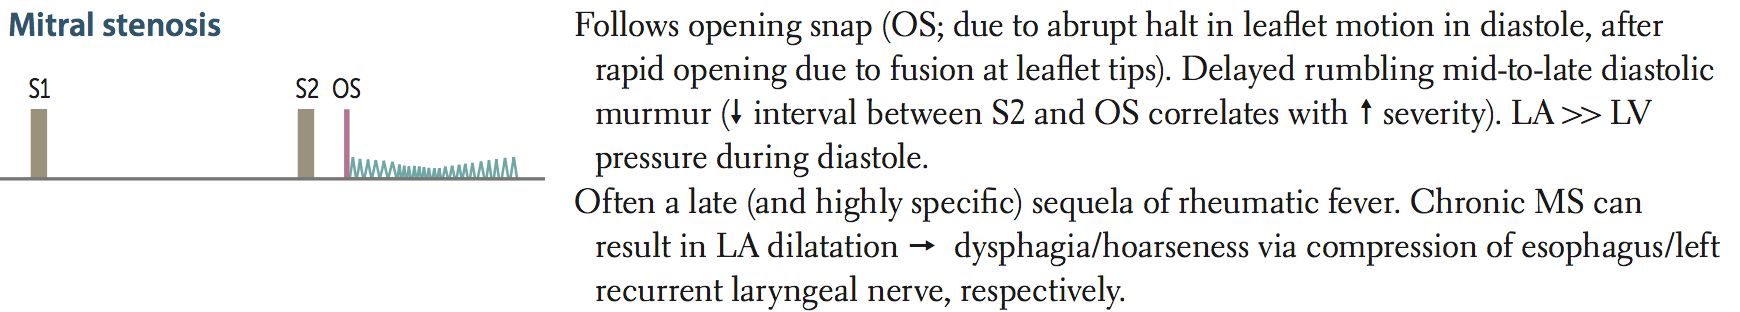 Mitral stenosis
S1
S2 OS
Follows opening snap (OS; due to abrupt halt in leaflet motion in diastole, after
rapid opening due to fusion at leaflet tips). Delayed rumbling mid-to-late diastolic
murmur (↓ interval between S2 and OS correlates with ↑ severity). LA >> LV
pressure during diastole.
Often a late (and highly specific) sequela of rheumatic fever. Chronic MS can
result in LA dilatation → dysphagia/hoarseness via compression of esophagus/left
recurrent laryngeal nerve, respectively.